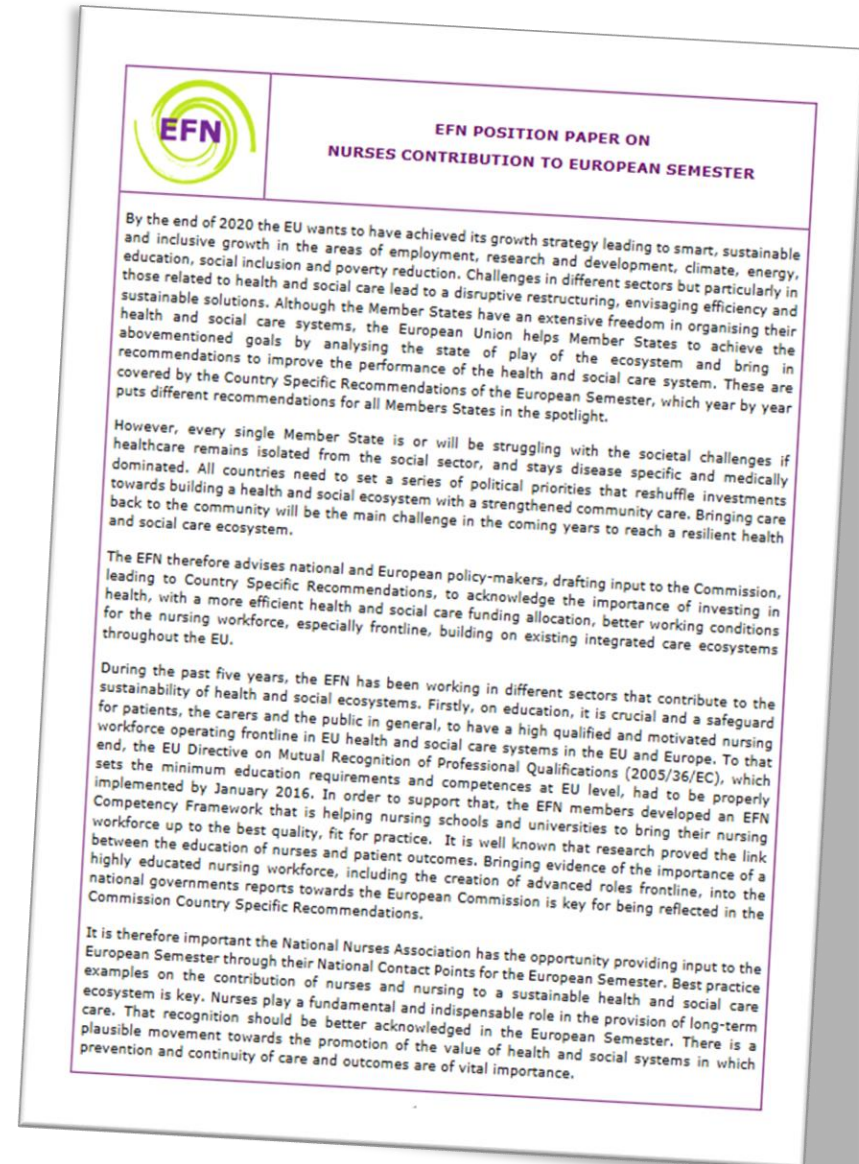 EFN
EFN POSITION PAPER ON
NURSES CONTRIBUTION TO EUROPEAN SEMESTER
By the end of 2020 the EU wants to have achieved its growth strategy leading to smart, sustainable
and inclusive growth in the areas of employment, research and development, climate, energy,
education, social inclusion and poverty reduction. Challenges in different sectors but particularly in
those related to health and social care lead to a disruptive restructuring, envisaging efficiency and
sustainable solutions. Although the Member States have an extensive freedom in organising their
health and social care systems, the European Union helps Member States to achieve the
abovementioned goals by analysing the state of play of the ecosystem and bring in
recommendations to improve the performance of the health and social care system. These are
covered by the Country Specific Recommendations of the European Semester, which year by year
puts different recommendations for all Members States in the spotlight.
However, every single Member State is or will be struggling with the societal challenges if
healthcare remains isolated from the social sector, and stays disease specific and medically
dominated. All countries need to set a series of political priorities that reshuffle investments
towards building a health and social ecosystem with a strengthened community care. Bringing care
back to the community will be the main challenge in the coming years to reach a resilient health
and social care ecosystem.
The EFN therefore advises national and European policy-makers, drafting input to the Commission,
leading to Country Specific Recommendations, to acknowledge the importance of investing in
health, with a more efficient health and social care funding allocation, better working conditions
for the nursing workforce, especially frontline, building on existing integrated care ecosystems
throughout the EU.
During the past five years, the EFN has been working in different sectors that contribute to the
sustainability of health and social ecosystems. Firstly, on education, it is crucial and a safeguard
for patients, the carers and the public in general, to have a high qualified and motivated nursing
workforce operating frontline in EU health and social care systems in the EU and Europe. To that
end, the EU Directive on Mutual Recognition of Professional Qualifications (2005/36/EC), which
sets the minimum education requirements and competences at EU level, had to be properly
implemented by January 2016. In order to support that, the EFN members developed an EFN
Competency Framework that is helping nursing schools and universities to bring their nursing
workforce up to the best quality, fit for practice. It is well known that research proved the link
between the education of nurses and patient outcomes. Bringing evidence of the importance of a
highly educated nursing workforce, including the creation of advanced roles frontline, into the
national governments reports towards the European Commission is key for being reflected in the
Commission Country Specific Recommendations.
It is therefore important the National Nurses Association has the opportunity providing input to the
European Semester through their National Contact Points for the European Semester. Best practice
examples on the contribution of nurses and nursing to a sustainable health and social care
ecosystem is key. Nurses play a fundamental and indispensable role in the provision of long-term
care. That recognition should be better acknowledged in the European Semester. There is a
plausible movement towards the promotion of the value of health and social systems in which
prevention and continuity of care and outcomes are of vital importance.